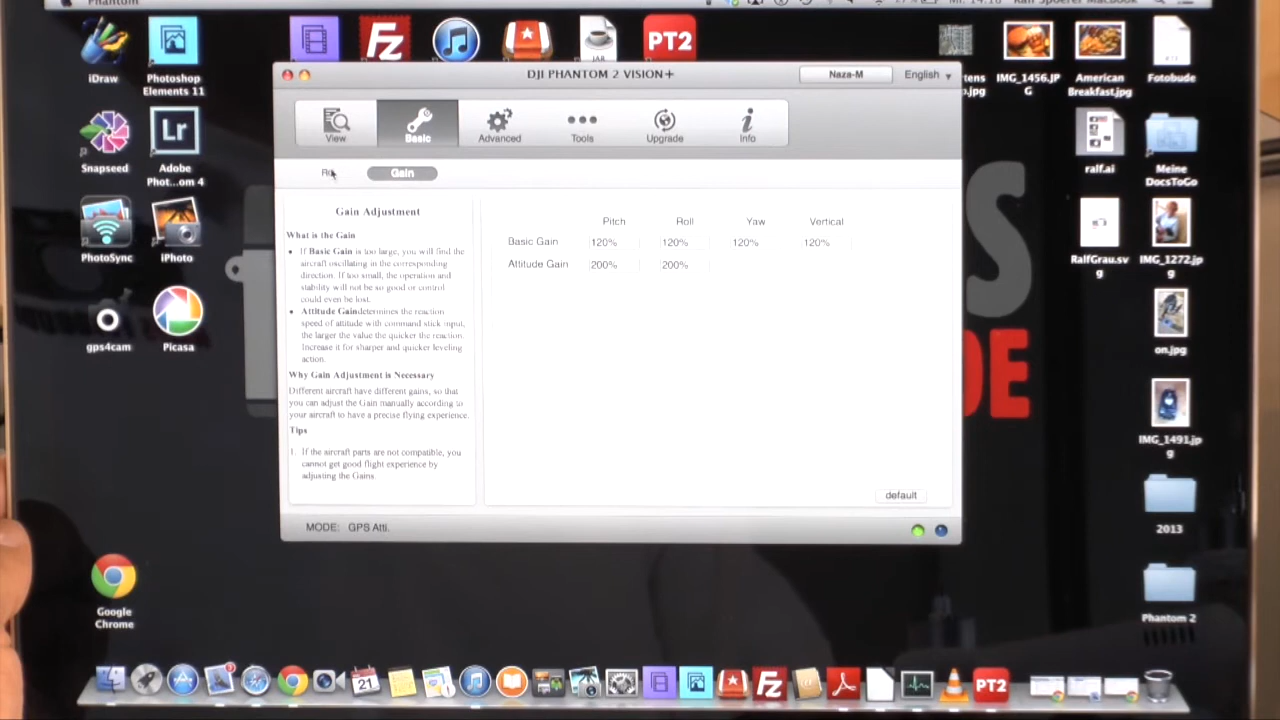 Phantom
iDraw
Photoshop
Elements 11
Fz
JAR
PT2
.jpg
IMG_1456.jp
G
American
Breakfast.jpg
Fotobude
DJI PHANTOM 2 VISION+
Naza-M
English
View
Basic
Advanced
Tools
Upgrade
Info
Gain
Snapseed
Lr
Adobe
Phot...om 4
ralf.ai
Meine
DocsToGo
Gain Adjustment
What is the Gain
If Basic Gain is too large, you will find the
aircraft oscillating in the corresponding
direction. If too small, the operation and
stability will not be so good or control
could even be lost.
Attitude Gaindetermines the reaction
speed of attitude with command stick input,
the larger the value the quicker the reaction.
Increase it for sharper and quicker leveling
action.
Why Gain Adjustment is Necessary
Different aircraft have different gains, so that
you can adjust the Gain manually according to
your aircraft to have a precise flying experience.
Tips
1. If the aircraft parts are not compatible, you
cannot get good flight experience by
adjusting the Gains.
Pitch Roll Yaw Vertical
Basic Gain 120% 120% 120% 120%
Attitude Gain 200% 200%
default
MODE: GPS Atti.
PhotoSync
iPhoto
RalfGrau.sv
g
IMG_1272.jp
g
gps4cam
Picasa
on.jpg
IMG_1491.jp
g
2013
Google
Chrome
Phantom 2
21
Fz
PT2